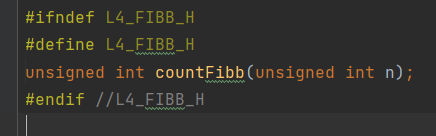 #ifndef L4_FIBB_H
#define L4_FIBB_H
unsigned int countFibb(unsigned int n);
#endif //L4_FIBB_H